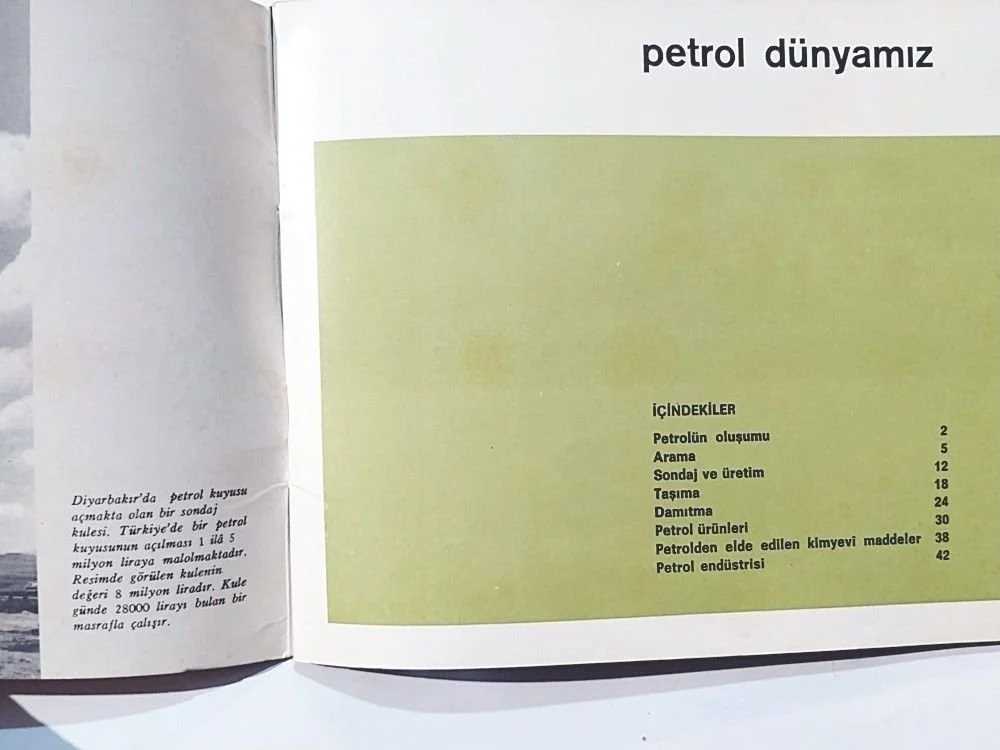 Diyarbakır'da petrol kuyusu
açmakta olan bir sondaj
kulesi. Türkiye'de bir petrol
kuyusunun açılması 1 ilâ 5
milyon liraya malolmaktadır.
Resimde görülen kulenin
değeri 8 milyon liradır. Kule
günde 28000 lirayı bulan bir
masrafla çalışır.
petrol dünyamız
İÇİNDEKİLER
Petrolün oluşumu 2
Arama 5
Sondaj ve üretim 12
Taşıma 18
Damıtma 24
Petrol ürünleri 30
Petrolden elde edilen kimyevi maddeler 38
Petrol endüstrisi 42